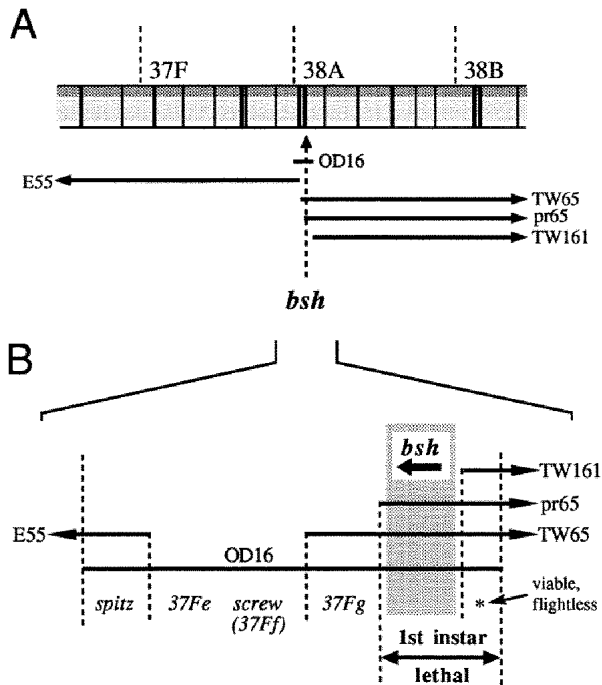 A
37F 38A 38B
OD16
E55
TW65
pr65
TW161
bsh
B
bsh
TW161
pr65
E55
TW65
OD16
spitz 37Fe screw 37Fg * viable,
(37Ff) flightless
1st instar
lethal